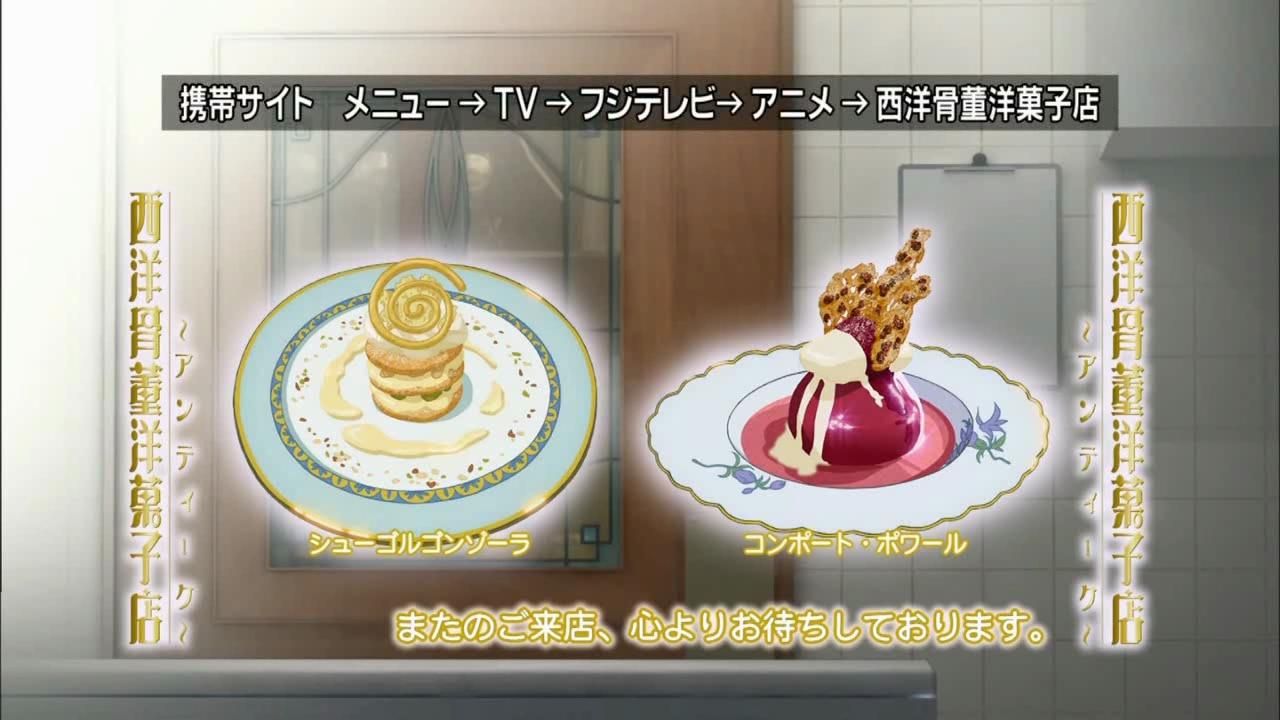 携帯サイト　メニュー→TV→フジテレビ→アニメ→西洋骨董洋菓子店
西洋骨董洋菓子店
~アンティーク~
西洋骨董洋菓子店
~アンティーク~
シューゴルゴンゾーラ
コンポート・ポワール
またのご来店、心よりお待ちしております。